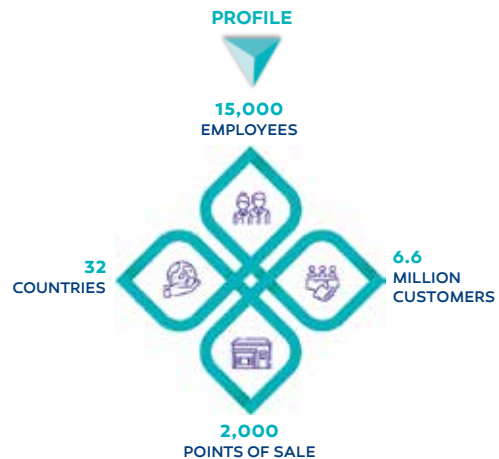 PROFILE
15,000
EMPLOYEES
32
COUNTRIES
6.6
MILLION
CUSTOMERS
2,000
POINTS OF SALE